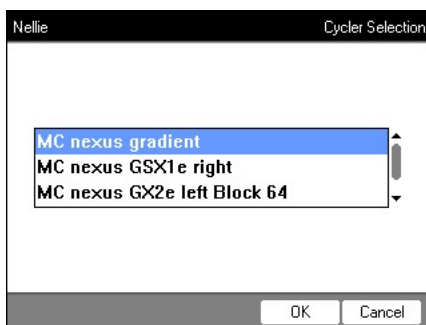 Nellie Cycler Selection
MC nexus gradient
MC nexus GSX1e right
MC nexus GX2e left Block 64
OK Cancel